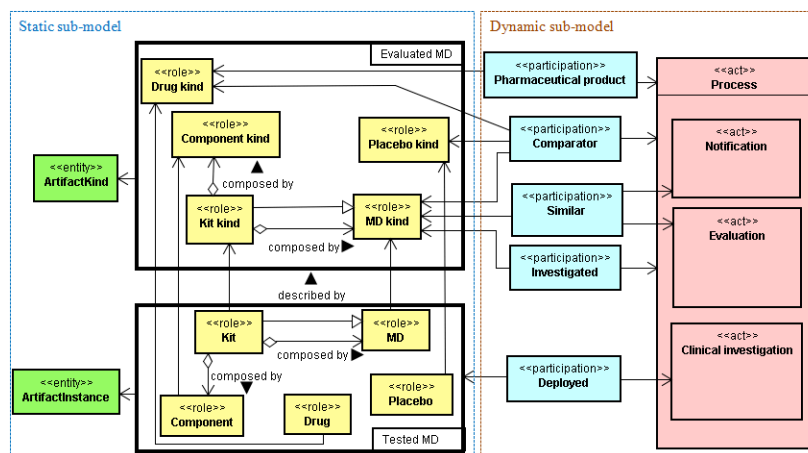 Static sub-model
Dynamic sub-model
Evaluated MD
<<role>>
Drug kind
<<participation>>
Pharmaceutical product
<<act>>
Process
<<role>>
Component kind
<<role>>
Placebo kind
<<participation>>
Comparator
<<act>>
Notification
<<entity>>
ArtifactKind
composed by
<<role>>
Kit kind
<<role>>
MD kind
<<participation>>
Similar
<<act>>
Evaluation
composed by
<<participation>>
Investigated
described by
<<role>>
Kit
<<role>>
MD
<<act>>
Clinical investigation
composed by
composed by
<<participation>>
Deployed
<<entity>>
ArtifactInstance
<<role>>
Component
<<role>>
Drug
<<role>>
Placebo
Tested MD